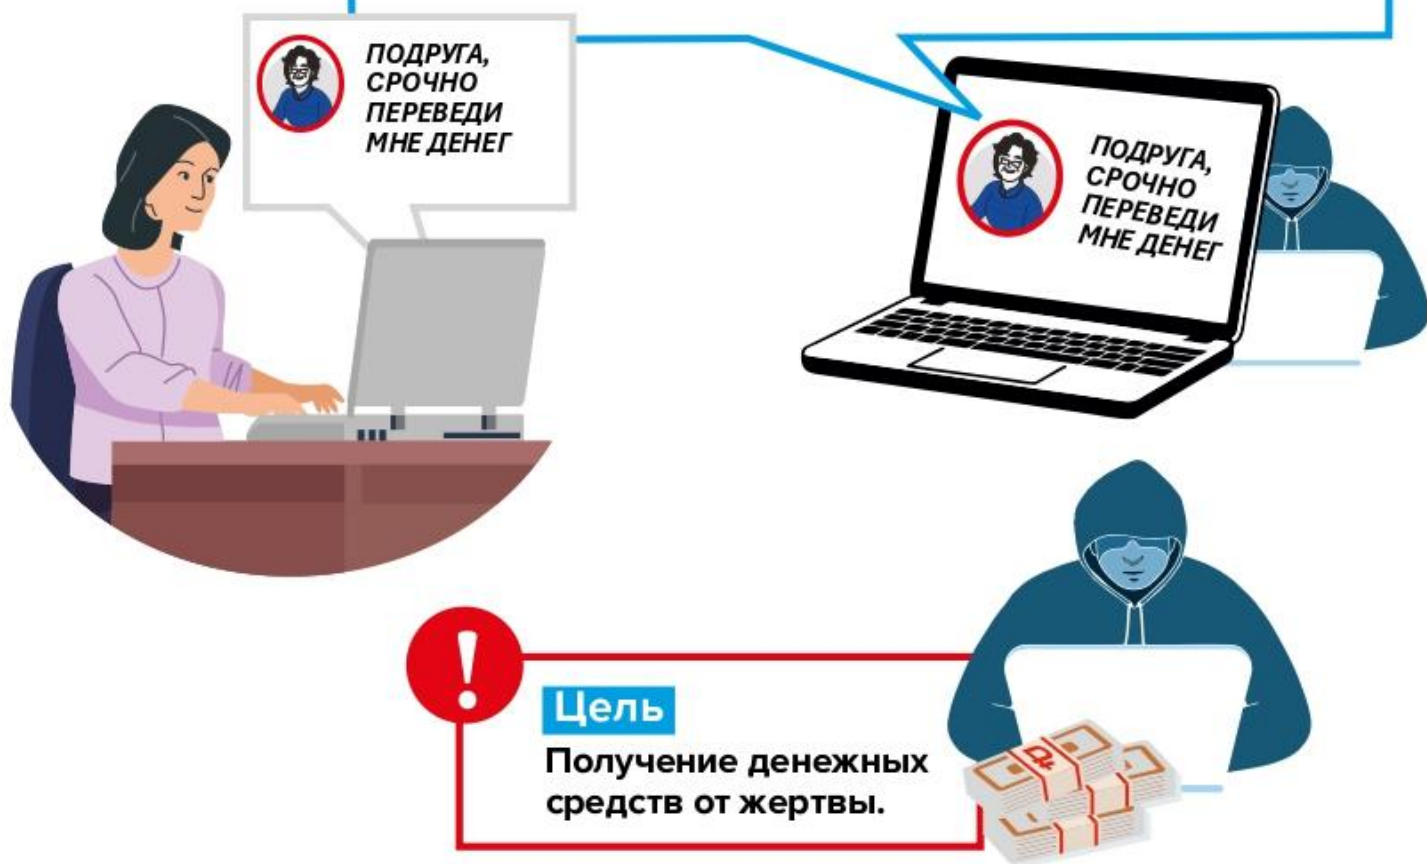 ПОДРУГА,
СРОЧНО
ПЕРЕВЕДИ
МНЕ ДЕНЕГ
ПОДРУГА,
СРОЧНО
ПЕРЕВЕДИ
МНЕ ДЕНЕГ
!
Цель
Получение денежных
средств от жертвы.